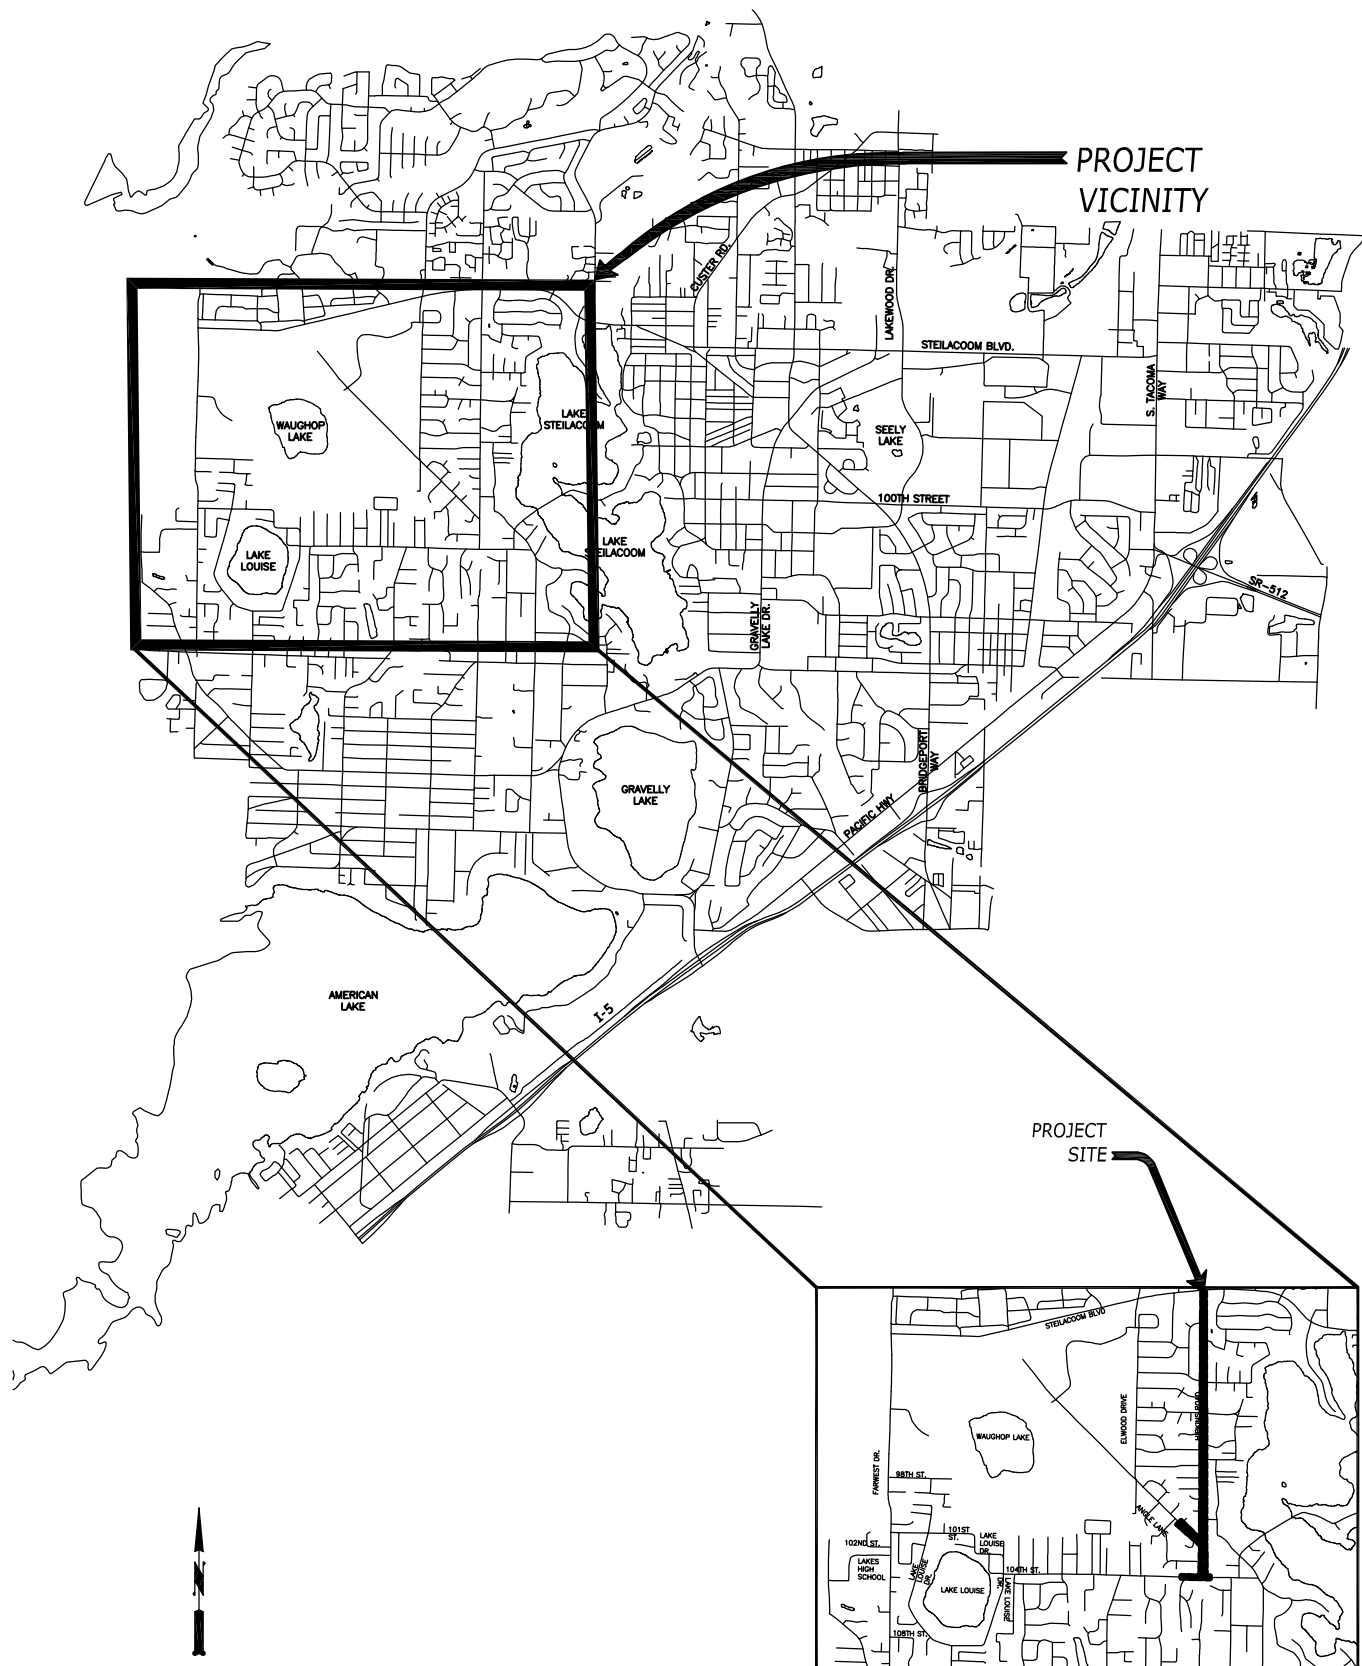 PROJECT
VICINITY
CUSTER RD.
LAKEWOOD DR.
STEILACOOM BLVD.
S. TACOMA
WAY
WAUGHOP
LAKE
LAKE
STEILACOOM
SEELY
LAKE
100TH STREET
LAKE
LOUISE
LAKE
STEILACOOM
SR-512
GRAVELLY
LAKE DR.
GRAVELLY
LAKE
BRIDGEPORT
WAY
PACIFIC HWY
AMERICAN
LAKE
I-5
PROJECT
SITE
STEILACOOM BLVD
ELWOOD DRIVE
HIPKINS ROAD
WAUGHOP LAKE
FARWEST DR.
98TH ST.
ANGLE LANE
101ST
ST.
LAKE
LOUISE
DR.
102ND ST.
LAKES
HIGH
SCHOOL
LAKE
LOUISE
DR.
104TH ST.
LAKE LOUISE
LAKE LOUISE
DR.
108TH ST.
N